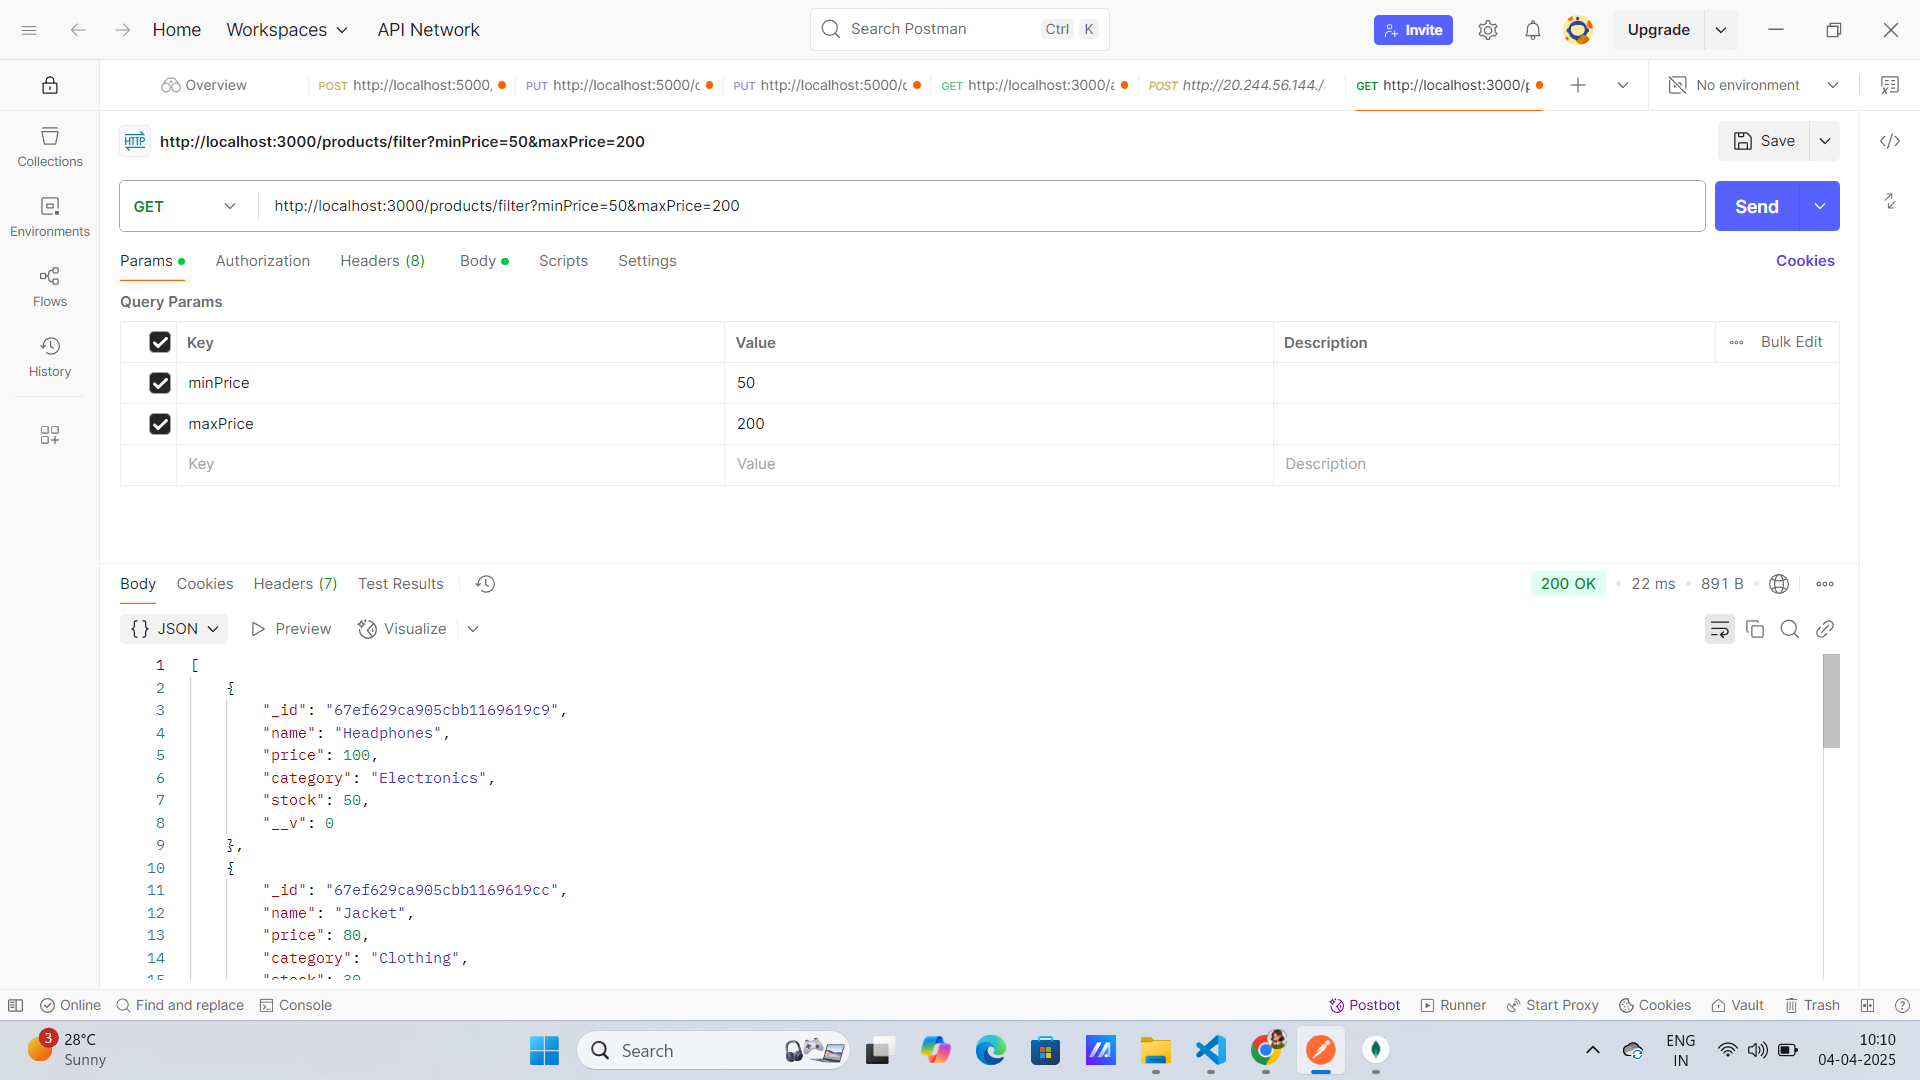 Home Workspaces API Network Search Postman Ctrl K Invite Upgrade
Overview POST http://localhost:5000, PUT http://localhost:5000/c PUT http://localhost:5000/c GET http://localhost:3000/a POST http://20.244.56.144./ GET http://localhost:3000/p No environment
HTTP http://localhost:3000/products/filter?minPrice=50&maxPrice=200 Save
GET http://localhost:3000/products/filter?minPrice=50&maxPrice=200 Send
Collections
Environments
Flows
History
Params Authorization Headers (8) Body Scripts Settings Cookies
Query Params
Key Value Description Bulk Edit
minPrice 50
maxPrice 200
Key Value Description
Body Cookies Headers (7) Test Results 200 OK 22 ms 891 B
{} JSON Preview Visualize
1 [
2 {
3 "_id": "67ef629ca905cbb1169619c9",
4 "name": "Headphones",
5 "price": 100,
6 "category": "Electronics",
7 "stock": 50,
8 "__v": 0
9 },
10 {
11 "_id": "67ef629ca905cbb1169619cc",
12 "name": "Jacket",
13 "price": 80,
14 "category": "Clothing",
15 "stock": 30
Online Find and replace Console Postbot Runner Start Proxy Cookies Vault Trash
3 28°C
Sunny
Search
ENG
IN
10:10
04-04-2025